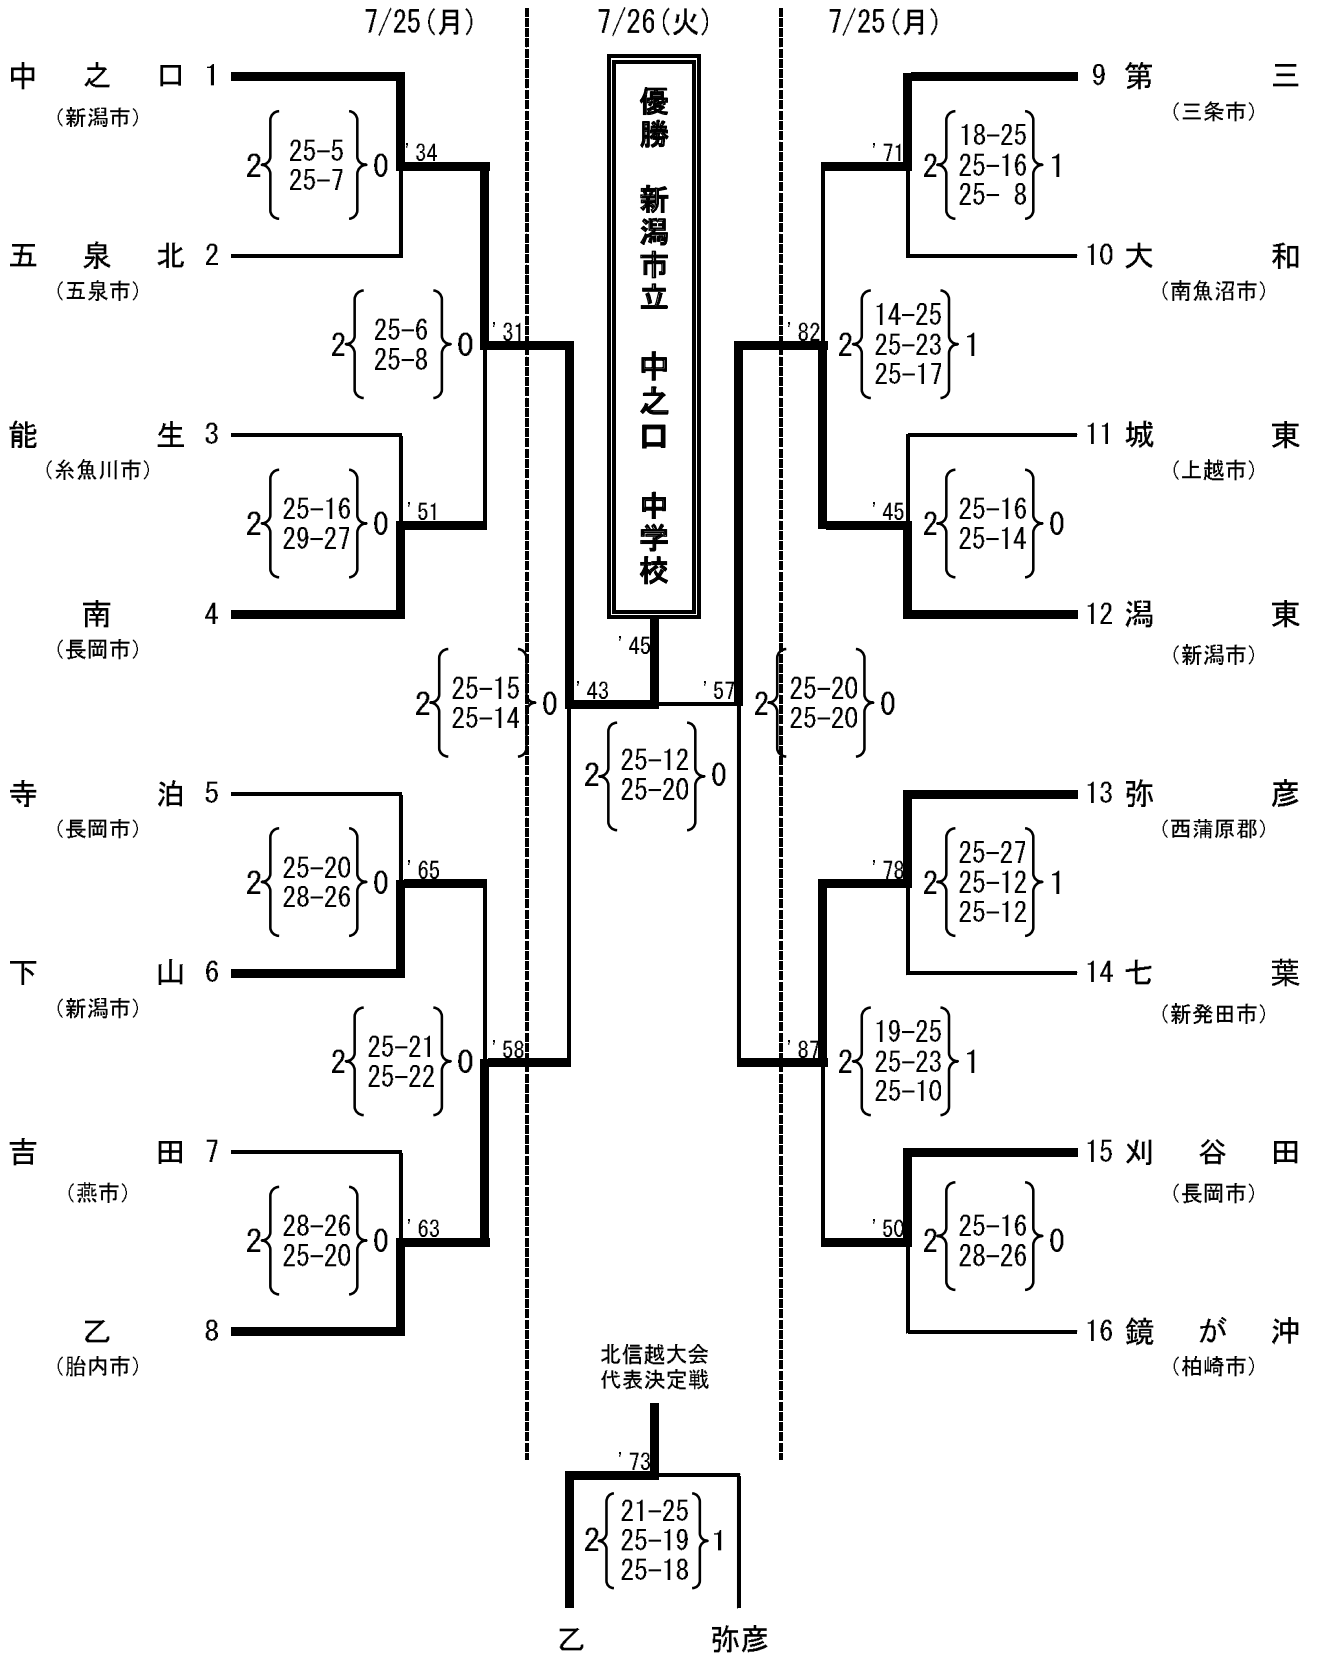 7/25(月)
7/26(火)
7/25(月)
優勝 新潟市立 中之口 中学校
中之口 1
(新潟市)
2 25-5 0
25-7
'34
五泉北 2
(五泉市)
2 25-6 0
25-8
'31
能生 3
(糸魚川市)
2 25-16 0
29-27
'51
南 4
(長岡市)
2 25-15 0
25-14
'43
寺泊 5
(長岡市)
2 25-20 0
28-26
'65
下山 6
(新潟市)
2 25-21 0
25-22
'58
吉田 7
(燕市)
2 28-26 0
25-20
'63
乙 8
(胎内市)
'45
2 25-12 0
25-20
9 第三
(三条市)
'71
2 18-25 1
25-16
25- 8
10 大和
(南魚沼市)
'82
2 14-25 1
25-23
25-17
11 城東
(上越市)
'45
2 25-16 0
25-14
12 潟東
(新潟市)
'57
2 25-20 0
25-20
13 弥彦
(西蒲原郡)
'78
2 25-27 1
25-12
25-12
14 七葉
(新発田市)
'87
2 19-25 1
25-23
25-10
15 刈谷田
(長岡市)
'50
2 25-16 0
28-26
16 鏡が沖
(柏崎市)
北信越大会
代表決定戦
'73
2 21-25 1
25-19
25-18
乙 弥彦